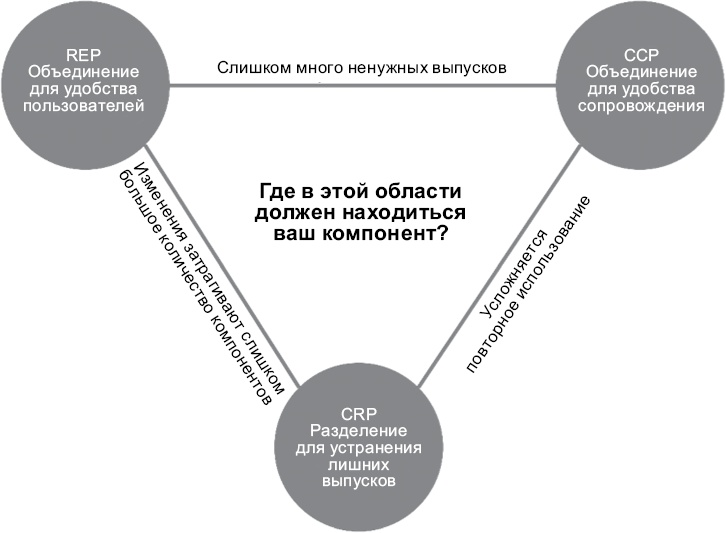 REP
Объединение
для удобства
пользователей
Слишком много ненужных выпусков
CCP
Объединение
для удобства
сопровождения
Где в этой области
должен находиться
ваш компонент?
Изменения затрагивают слишком
большое количество компонентов
Усложняется
повторное использование
CRP
Разделение
для устранения
лишних
выпусков